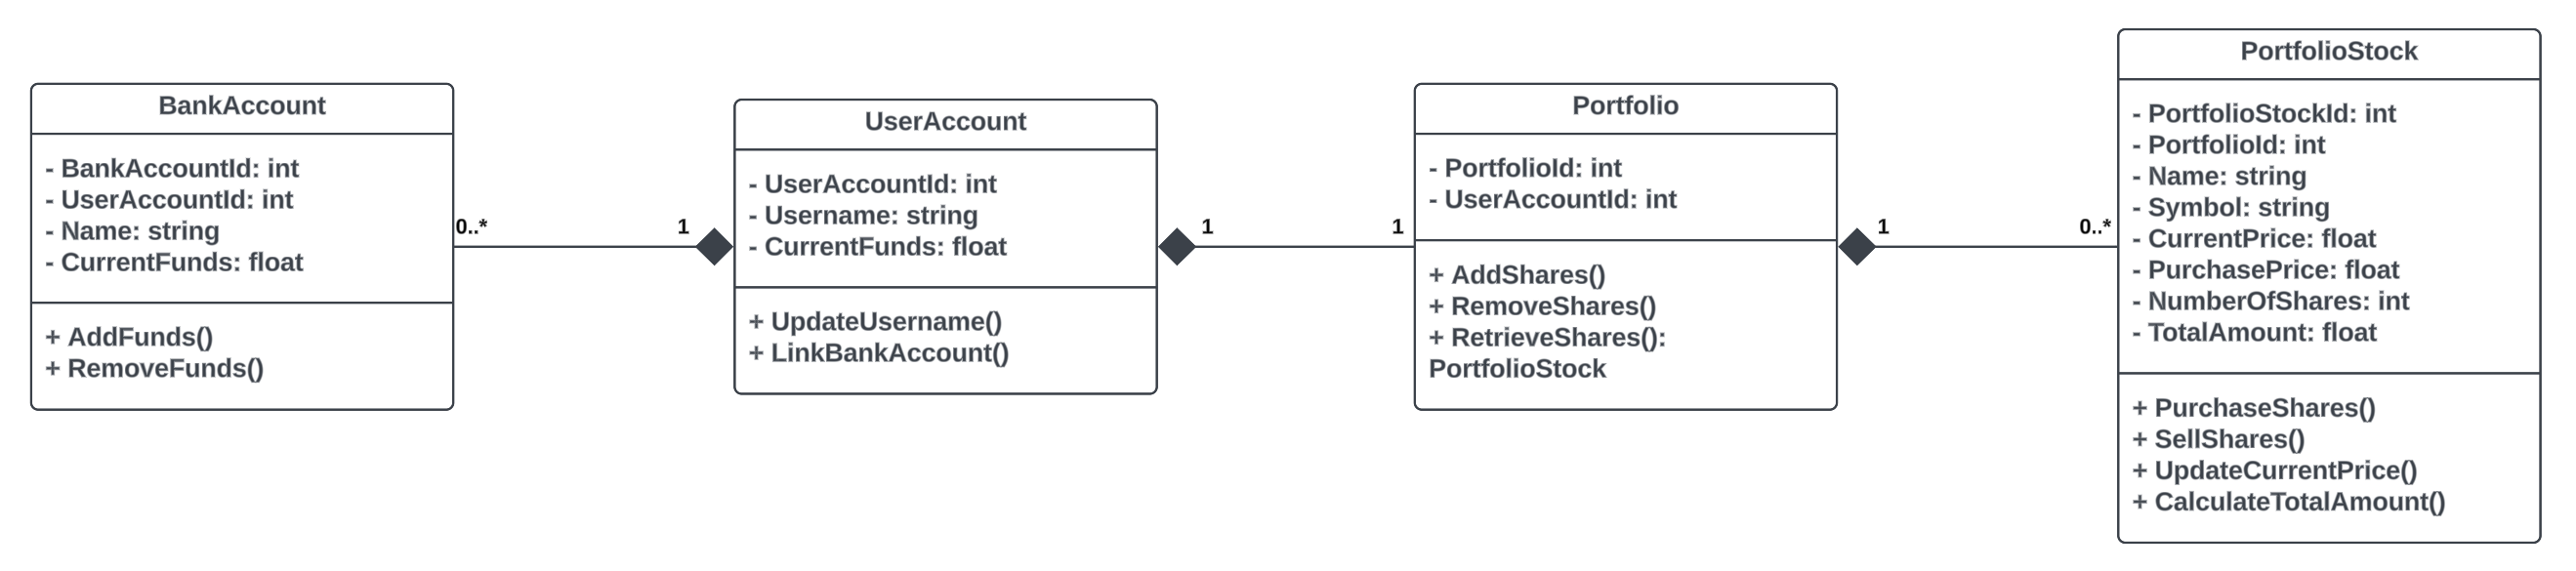 BankAccount
- BankAccountId: int
- UserAccountId: int
- Name: string
- CurrentFunds: float
+ AddFunds()
+ RemoveFunds()
0..*
1
UserAccount
- UserAccountId: int
- Username: string
- CurrentFunds: float
+ UpdateUsername()
+ LinkBankAccount()
1
1
Portfolio
- PortfolioId: int
- UserAccountId: int
+ AddShares()
+ RemoveShares()
+ RetrieveShares():
PortfolioStock
1
0..*
PortfolioStock
- PortfolioStockId: int
- PortfolioId: int
- Name: string
- Symbol: string
- CurrentPrice: float
- PurchasePrice: float
- NumberOfShares: int
- TotalAmount: float
+ PurchaseShares()
+ SellShares()
+ UpdateCurrentPrice()
+ CalculateTotalAmount()